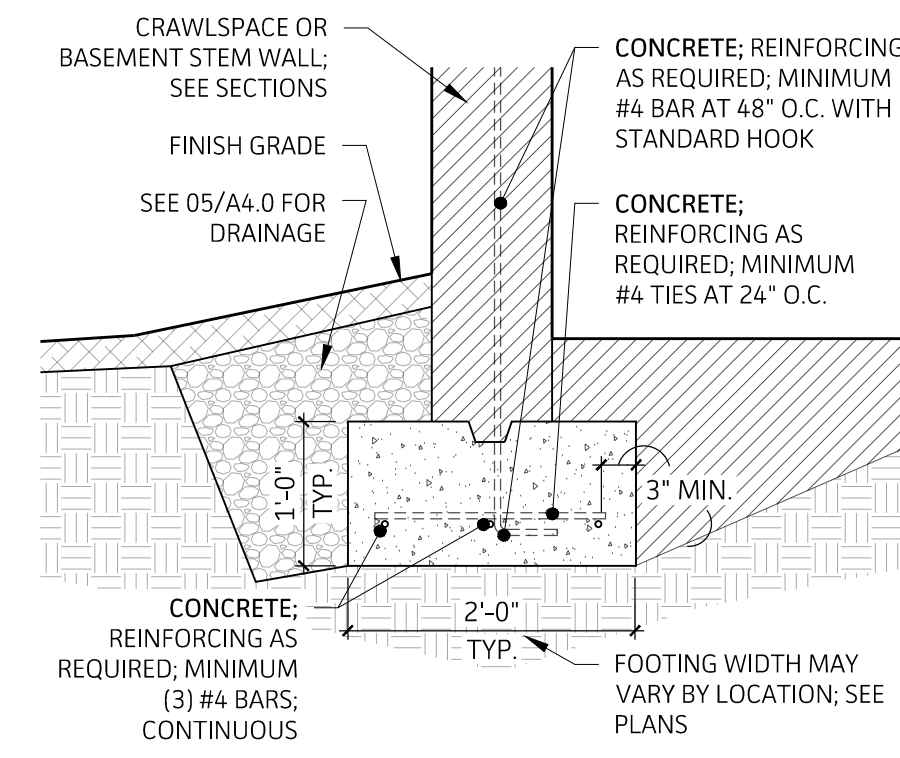 CRAWLSPACE OR
BASEMENT STEM WALL;
SEE SECTIONS
FINISH GRADE
SEE 05/A4.0 FOR
DRAINAGE
CONCRETE; REINFORCING
AS REQUIRED; MINIMUM
#4 BAR AT 48" O.C. WITH
STANDARD HOOK
CONCRETE;
REINFORCING AS
REQUIRED; MINIMUM
#4 TIES AT 24" O.C.
1'-0"
TYP.
3" MIN.
CONCRETE;
REINFORCING AS
REQUIRED; MINIMUM
(3) #4 BARS;
CONTINUOUS
2'-0"
TYP.
FOOTING WIDTH MAY
VARY BY LOCATION; SEE
PLANS